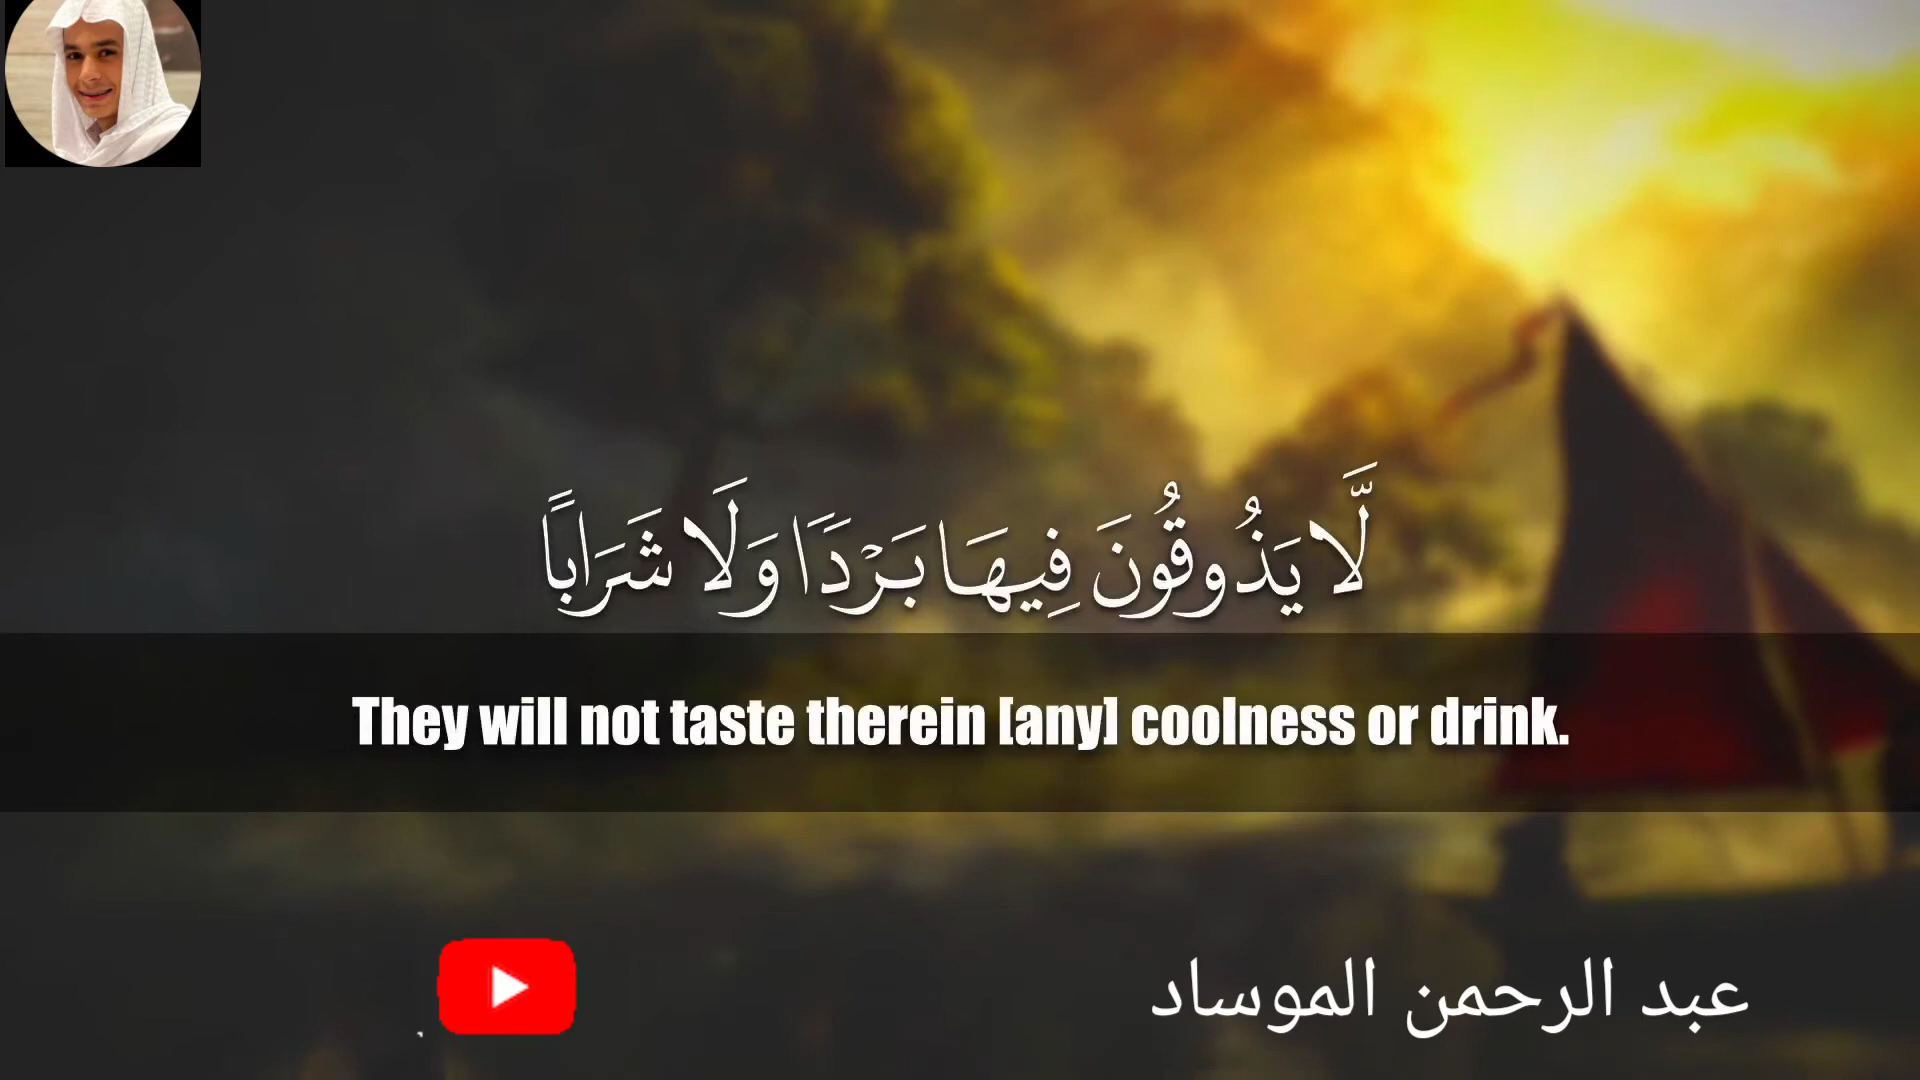 لَّا يَذُوقُونَ فِيهَا بَرْدًا وَلَا شَرَابًا
They will not taste therein [any] coolness or drink.
عبد الرحمن الموساد